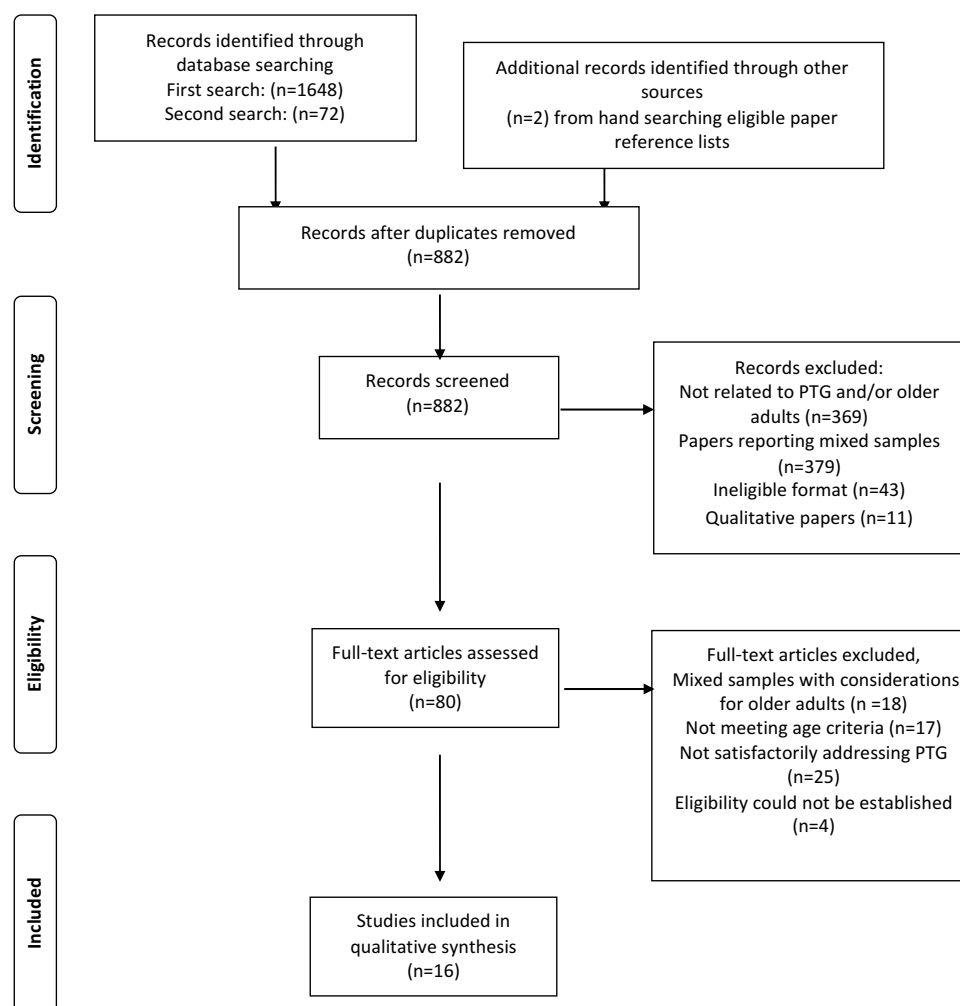 Identification
Records identified through
database searching
First search: (n=1648)
Second search: (n=72)
Additional records identified through other
sources
(n=2) from hand searching eligible paper
reference lists
Records after duplicates removed
(n=882)
Screening
Records screened
(n=882)
Records excluded:
Not related to PTG and/or older
adults (n=369)
Papers reporting mixed samples
(n=379)
Ineligible format (n=43)
Qualitative papers (n=11)
Eligibility
Full-text articles assessed
for eligibility
(n=80)
Full-text articles excluded,
Mixed samples with considerations
for older adults (n =18)
Not meeting age criteria (n=17)
Not satisfactorily addressing PTG
(n=25)
Eligibility could not be established
(n=4)
Included
Studies included in
qualitative synthesis
(n=16)